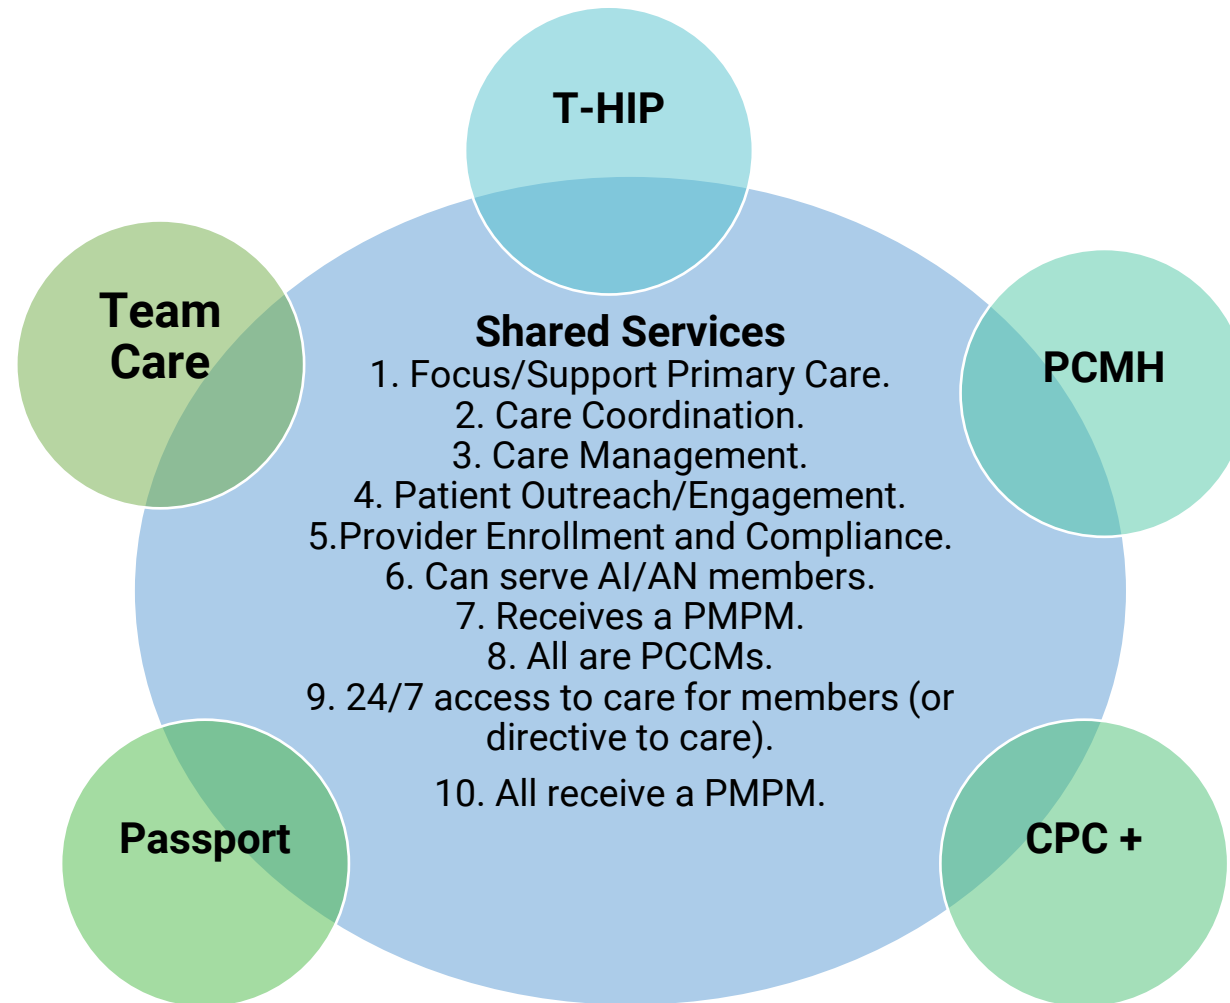 T-HIP
Team
Care
PCMH
Shared Services
1. Focus/Support Primary Care.
2. Care Coordination.
3. Care Management.
4. Patient Outreach/Engagement.
5.Provider Enrollment and Compliance.
6. Can serve AI/AN members.
7. Receives a PMPM.
8. All are PCCMs.
9. 24/7 access to care for members (or
directive to care).
10. All receive a PMPM.
Passport
CPC +